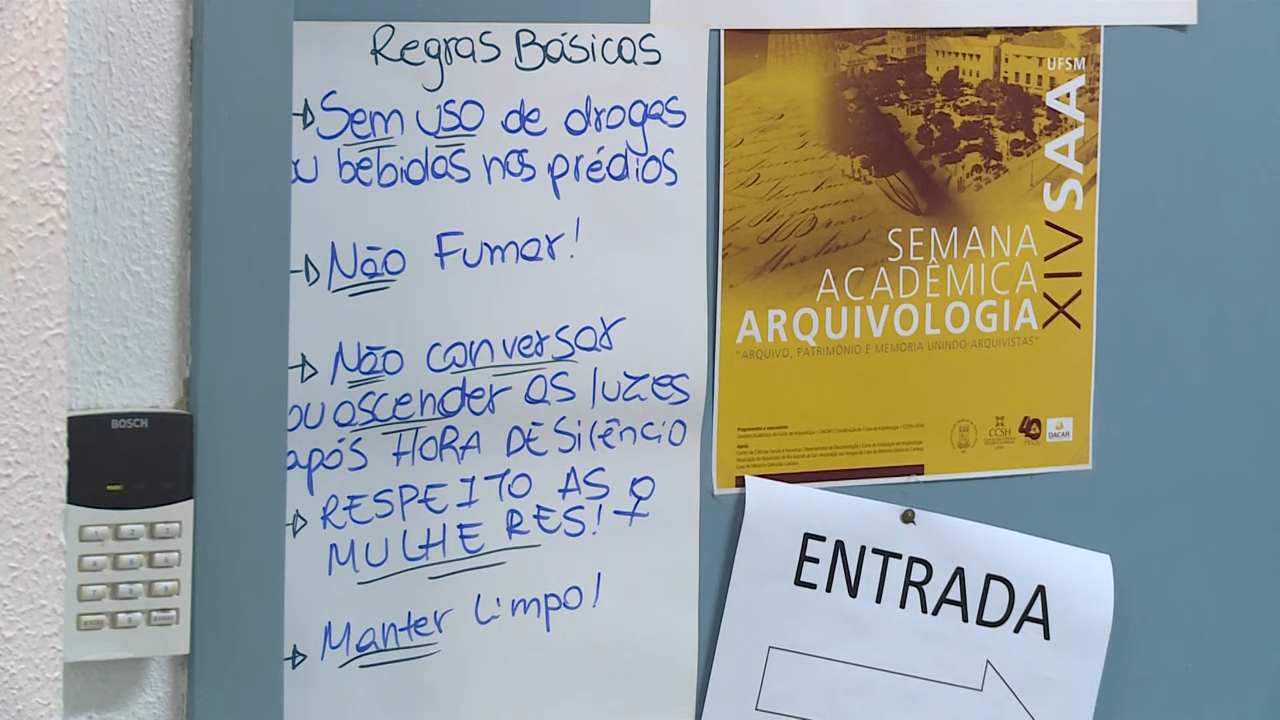 Regras Básicas
Sem uso de drogas
ou bebidas nos prédios
Não Fumar!
Não conversar
ou ascender as luzes
após HORA DE Silêncio
RESPEITO AS
MULHERES!
Manter Limpo!
UFSM
XIV SAA
SEMANA
ACADÊMICA
ARQUIVOLOGIA
"ARQUIVO, PATRIMÔNIO E MEMÓRIA UNINDO ARQUIVISTAS"
CCSH
40
DACAR
ENTRADA
BOSCH